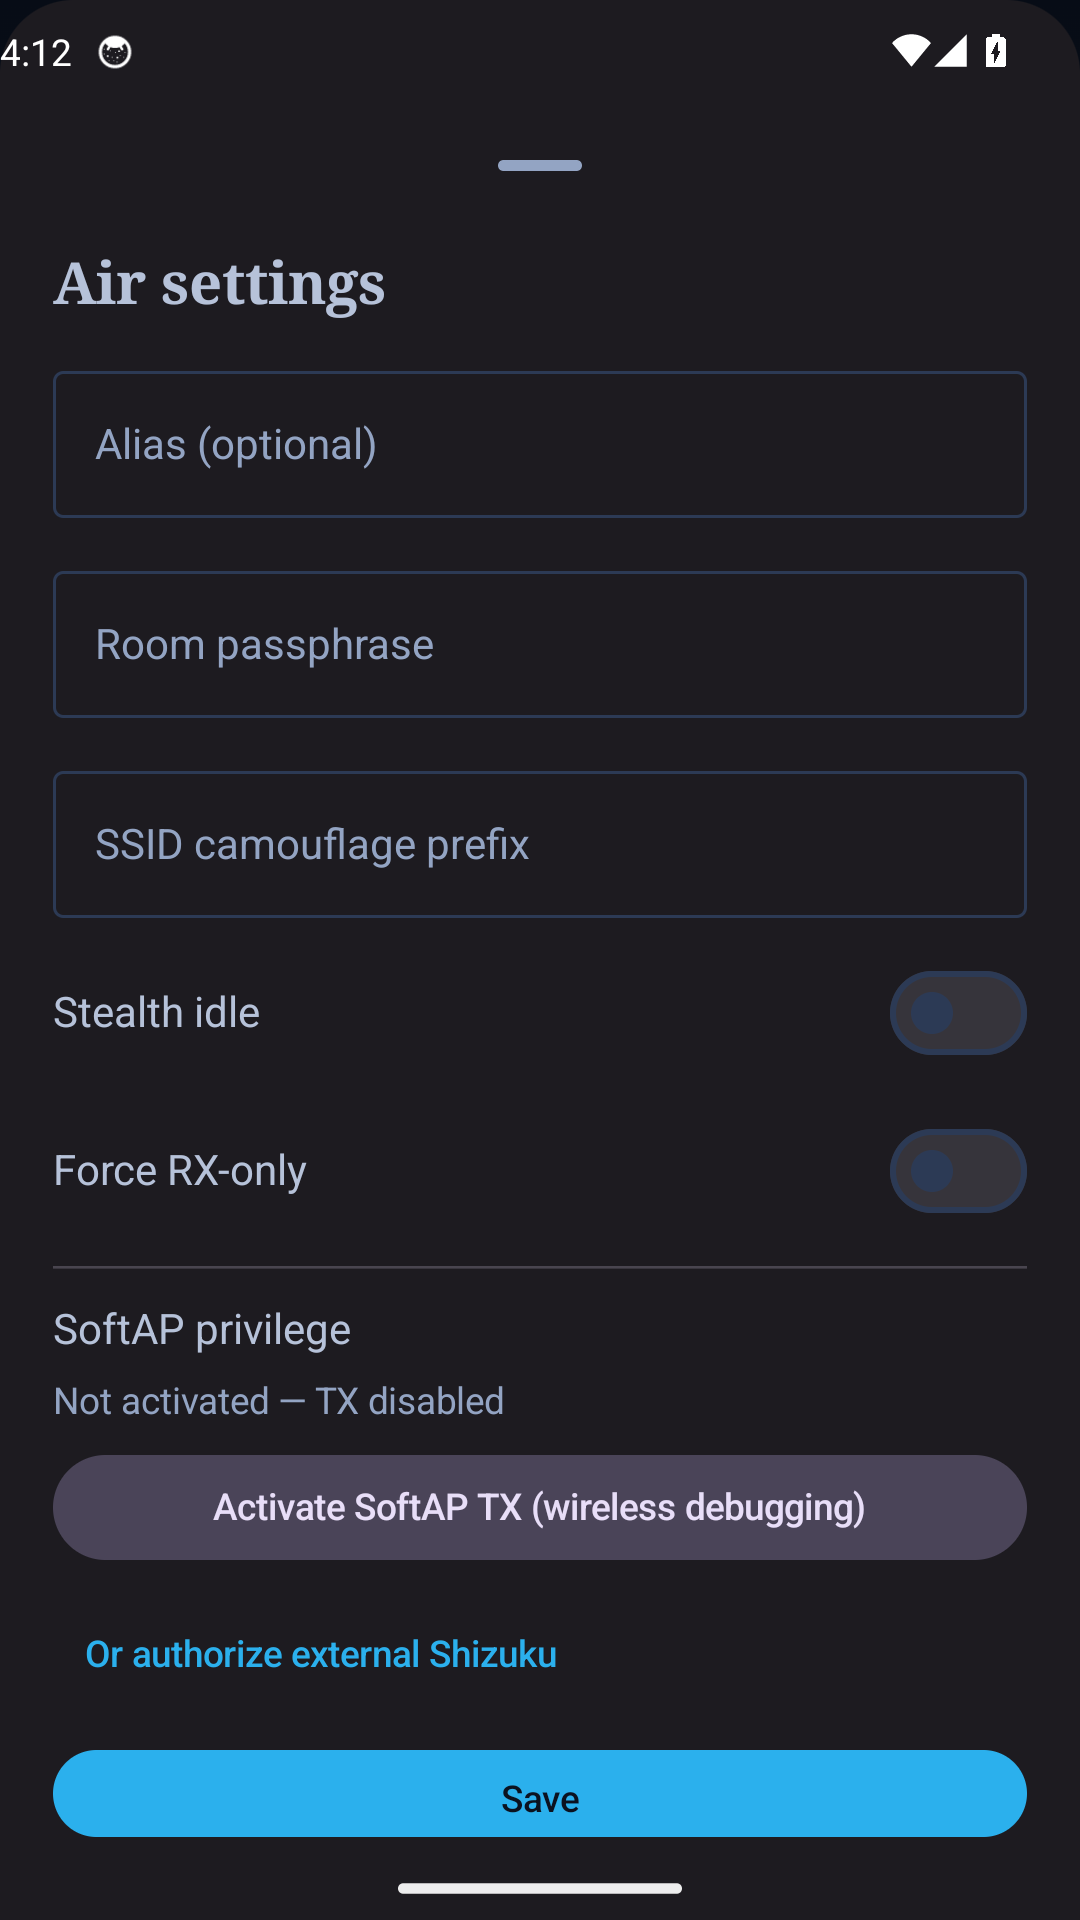 4:12
Air settings
Alias (optional)
Room passphrase
SSID camouflage prefix
Stealth idle
Force RX-only
SoftAP privilege
Not activated — TX disabled
Activate SoftAP TX (wireless debugging)
Or authorize external Shizuku
Save